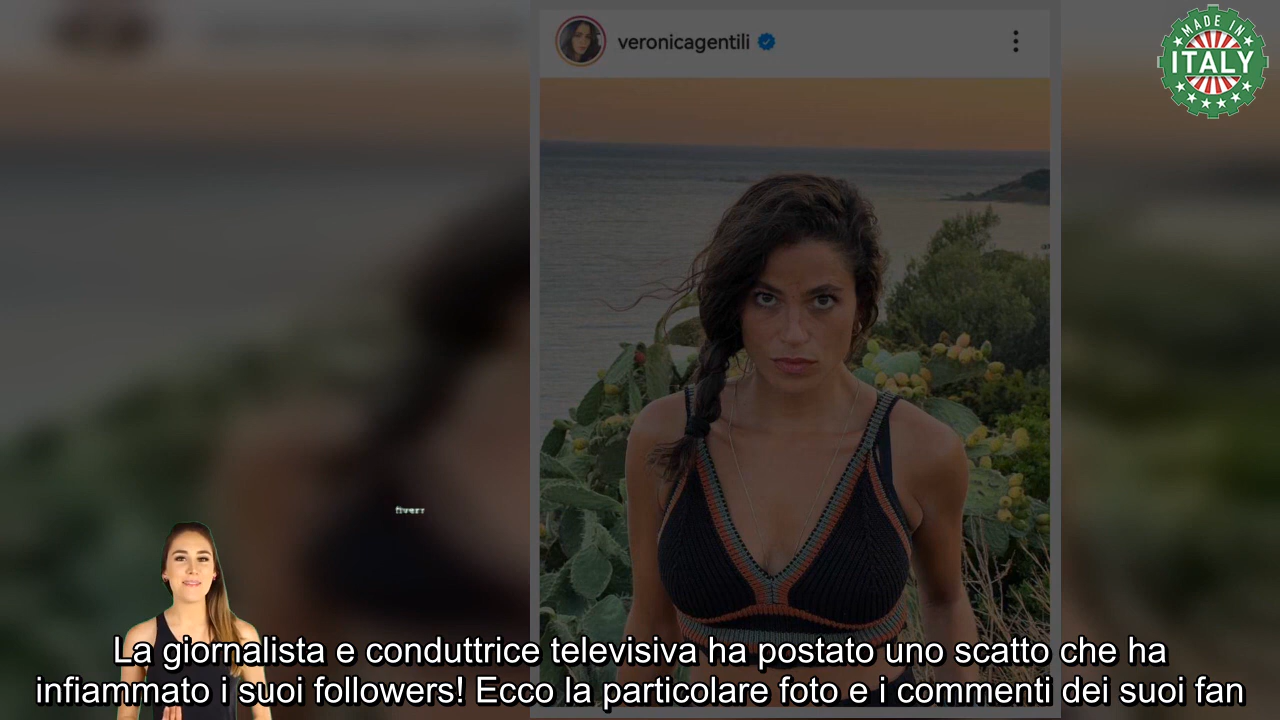 veronicagentili
MADE IN
ITALY
fiverr
La giornalista e conduttrice televisiva ha postato uno scatto che ha
infiammato i suoi followers! Ecco la particolare foto e i commenti dei suoi fan